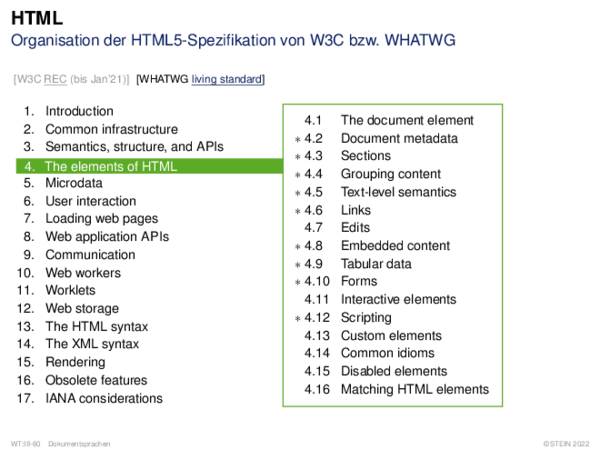 HTML
Organisation der HTML5-Spezifikation von W3C bzw. WHATWG
[W3C REC (bis Jan'21)] [WHATWG living standard]
1. Introduction
2. Common infrastructure
3. Semantics, structure, and APIs
4. The elements of HTML
5. Microdata
6. User interaction
7. Loading web pages
8. Web application APIs
9. Communication
10. Web workers
11. Worklets
12. Web storage
13. The HTML syntax
14. The XML syntax
15. Rendering
16. Obsolete features
17. IANA considerations
4.1 The document element
* 4.2 Document metadata
* 4.3 Sections
* 4.4 Grouping content
* 4.5 Text-level semantics
* 4.6 Links
4.7 Edits
* 4.8 Embedded content
* 4.9 Tabular data
* 4.10 Forms
4.11 Interactive elements
* 4.12 Scripting
4.13 Custom elements
4.14 Common idioms
4.15 Disabled elements
4.16 Matching HTML elements
WT:III-60 Dokumentsprachen
©STEIN 2022